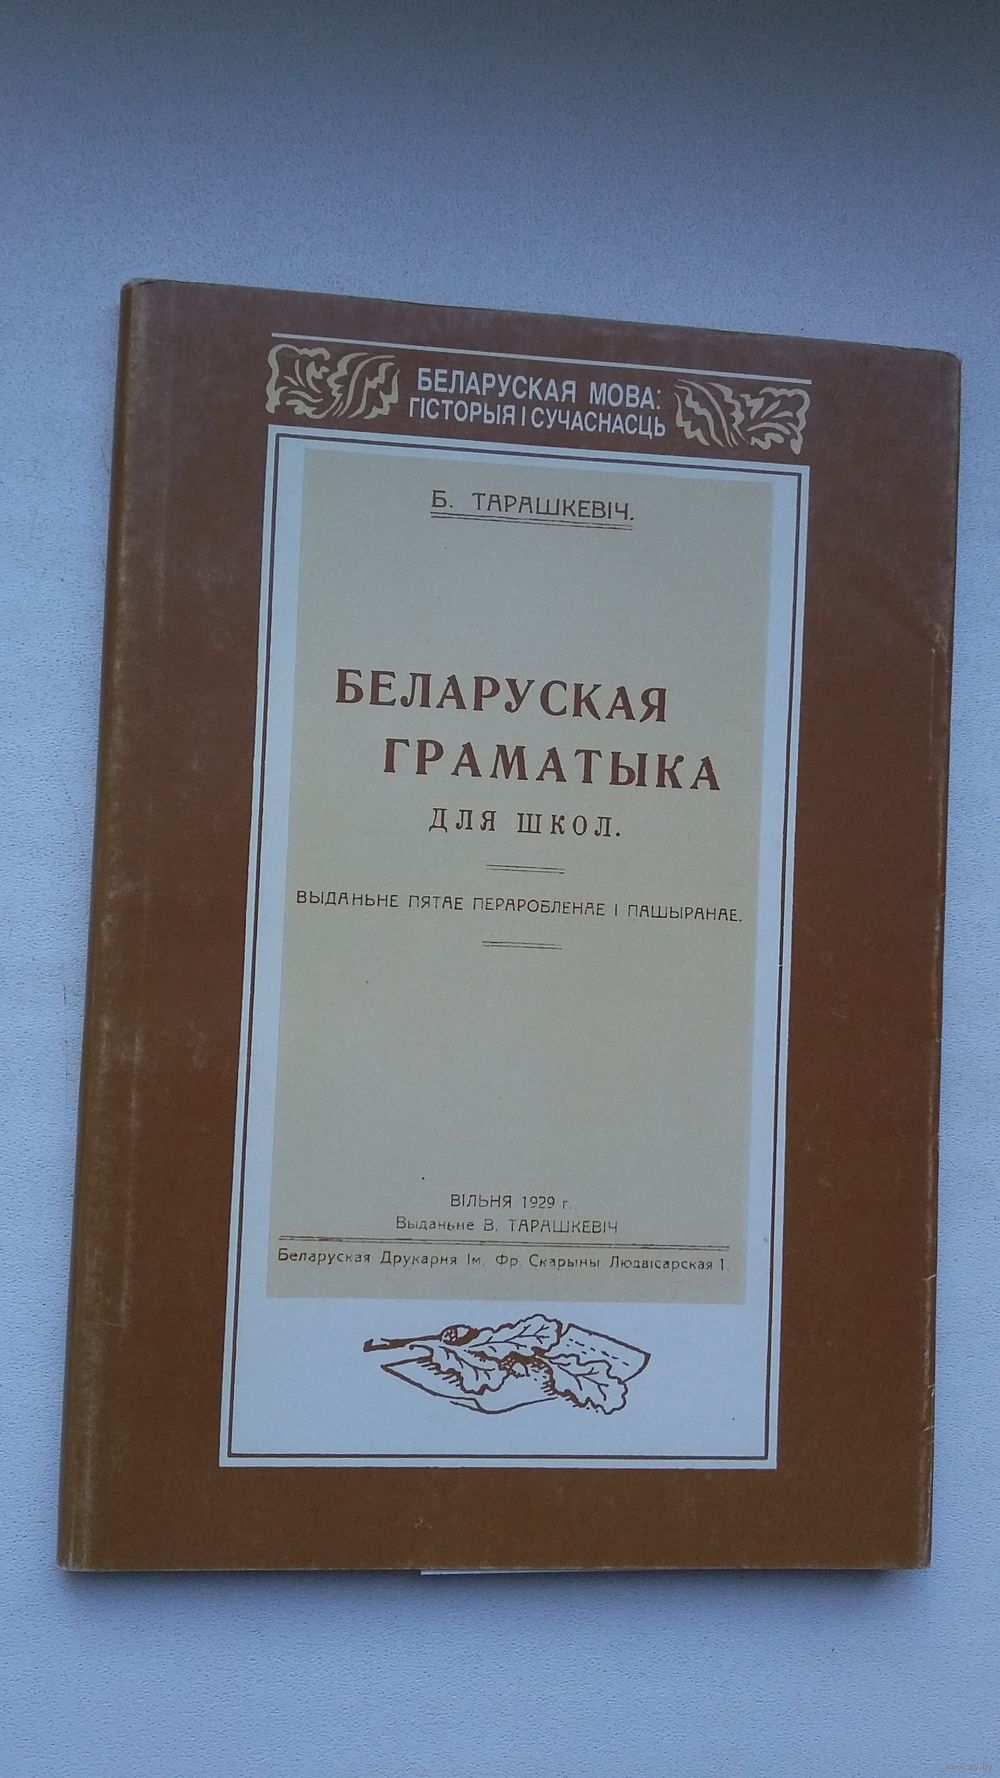 БЕЛАРУСКАЯ МОВА:
ГІСТОРЫЯ І СУЧАСНАСЦЬ
Б. ТАРАШКЕВІЧ.
БЕЛАРУСКАЯ
ГРАМАТЫКА
ДЛЯ ШКОЛ.
ВЫДАНЬНЕ ПЯТАЕ ПЕРАРОБЛЕНАЕ І ПАШЫРАНАЕ.
ВІЛЬНЯ 1929 г.
Выданьне В. ТАРАШКЕВІЧ
Беларуская Друкарня Ім. Фр. Скарыны Людвісарская 1.